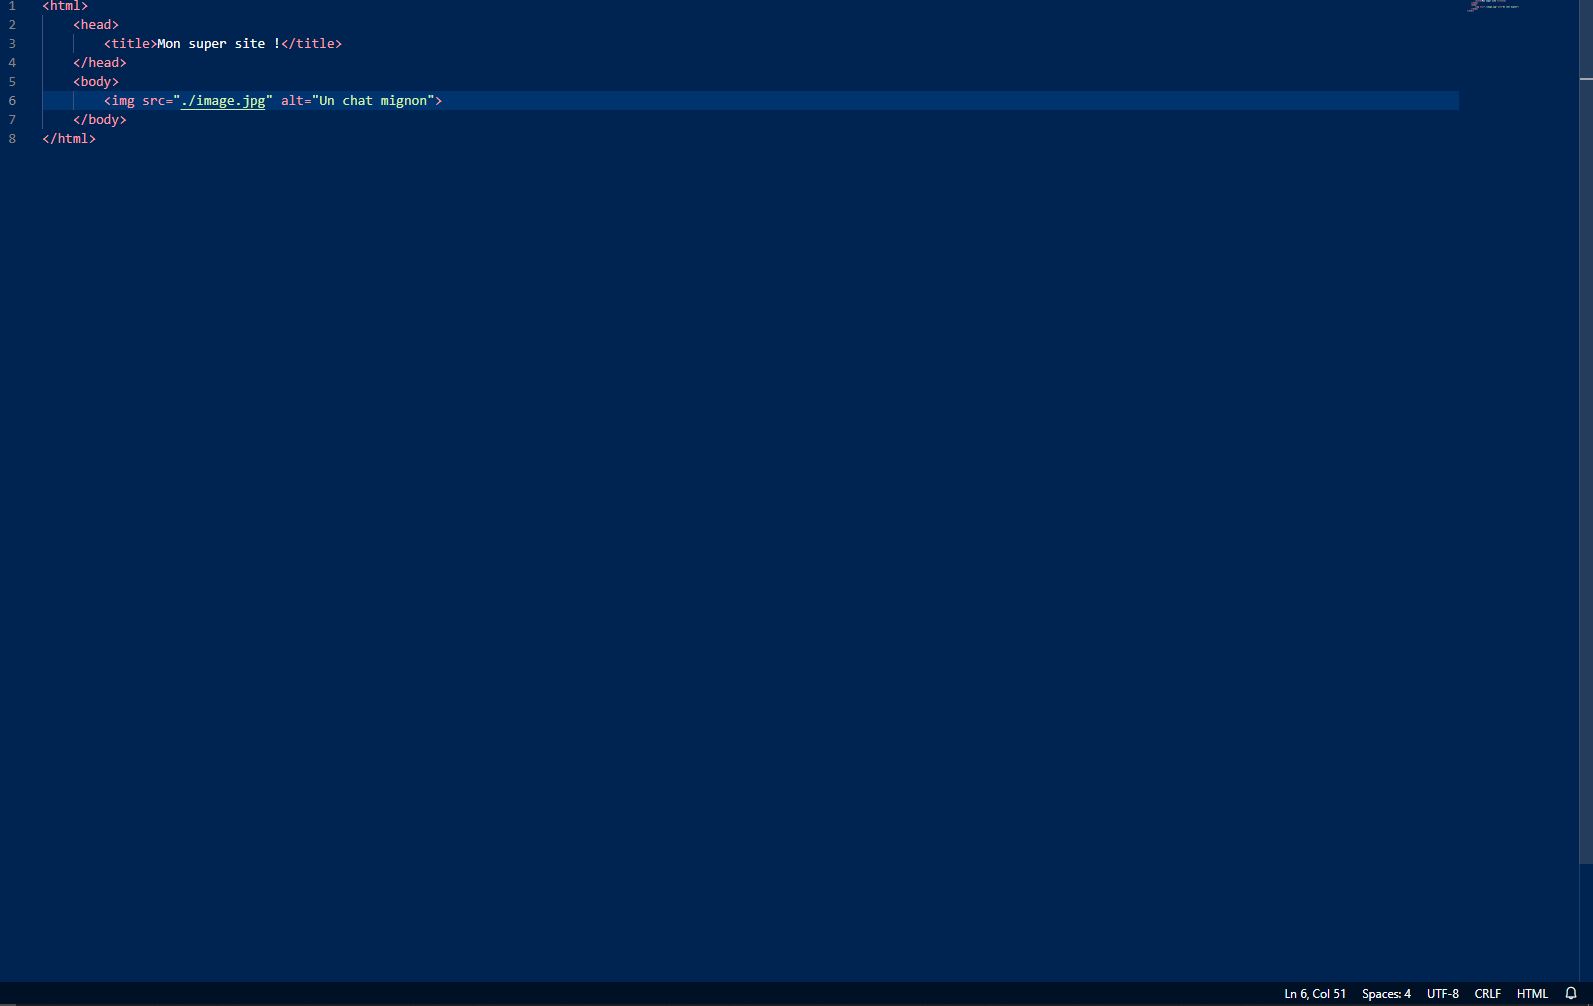 1 <html>
2 <head>
3 <title>Mon super site !</title>
4 </head>
5 <body>
6 <img src="./image.jpg" alt="Un chat mignon">
7 </body>
8 </html>
Ln 6, Col 51 Spaces: 4 UTF-8 CRLF HTML